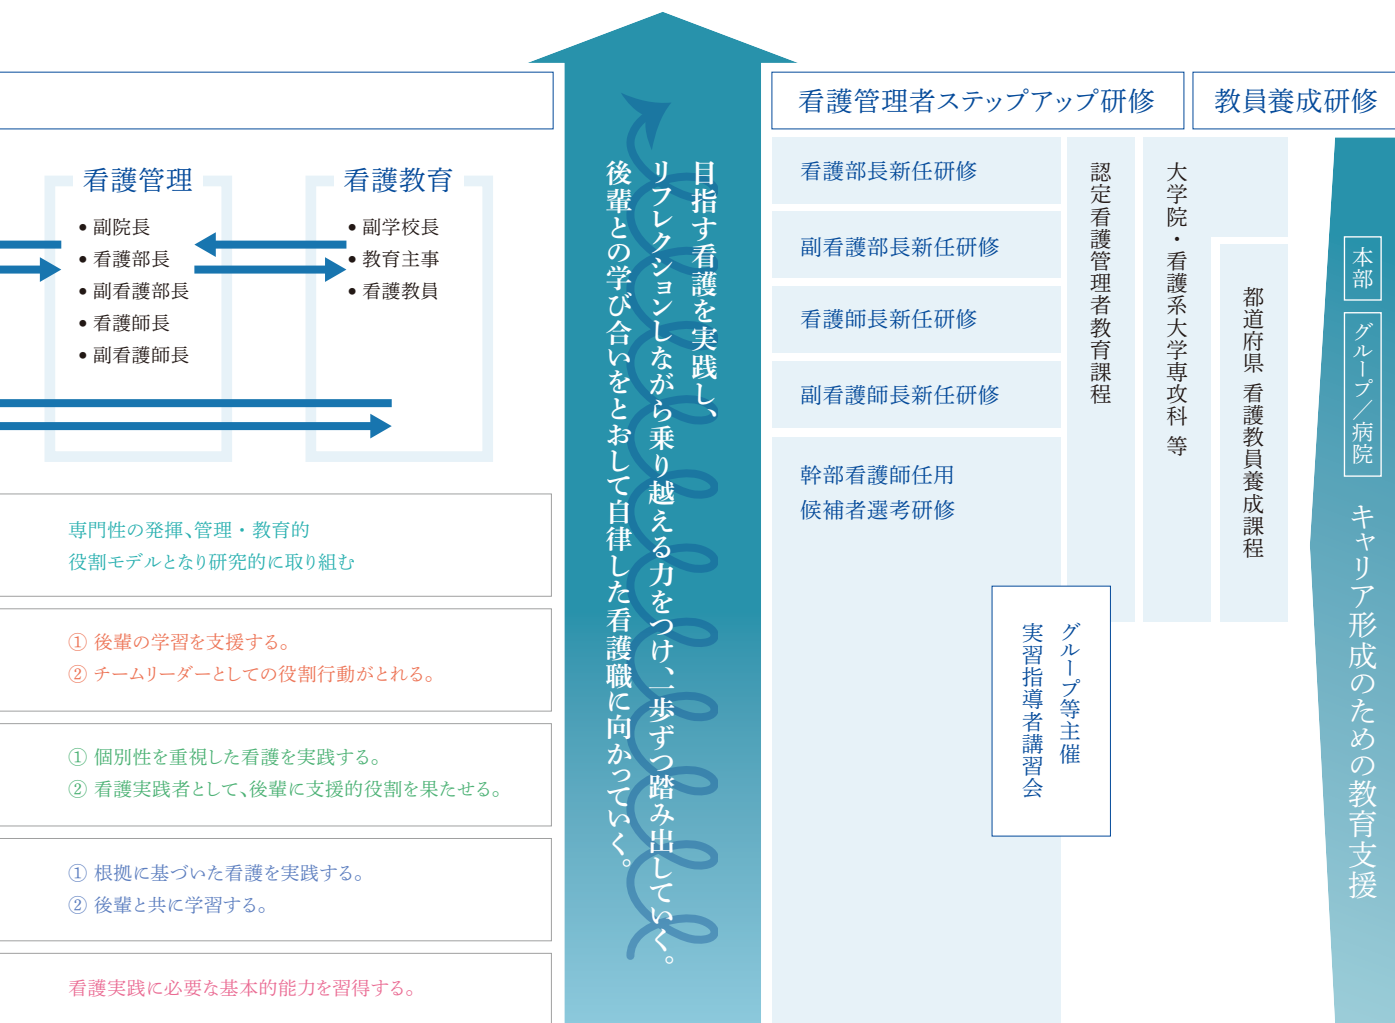 看護管理
• 副院長
• 看護部長
• 副看護部長
• 看護師長
• 副看護師長
看護教育
• 副学校長
• 教育主事
• 看護教員
専門性の発揮、管理・教育的
役割モデルとなり研究的に取り組む
① 後輩の学習を支援する。
② チームリーダーとしての役割行動がとれる。
① 個別性を重視した看護を実践する。
② 看護実践者として、後輩に支援的役割を果たせる。
① 根拠に基づいた看護を実践する。
② 後輩と共に学習する。
看護実践に必要な基本的能力を習得する。
目指す看護を実践し、
リフレクションしながら乗り越える力をつけ、一歩ずつ踏み出していく。
後輩との学び合いをとおして自律した看護職に向かっていく。
看護管理者ステップアップ研修
看護部長新任研修
副看護部長新任研修
看護師長新任研修
副看護師長新任研修
幹部看護師任用
候補者選考研修
認定看護管理者教育課程
グループ等主催
実習指導者講習会
教員養成研修
大学院・看護系大学専攻科 等
都道府県 看護教員養成課程
本部
グループ／病院
キャリア形成のための教育支援